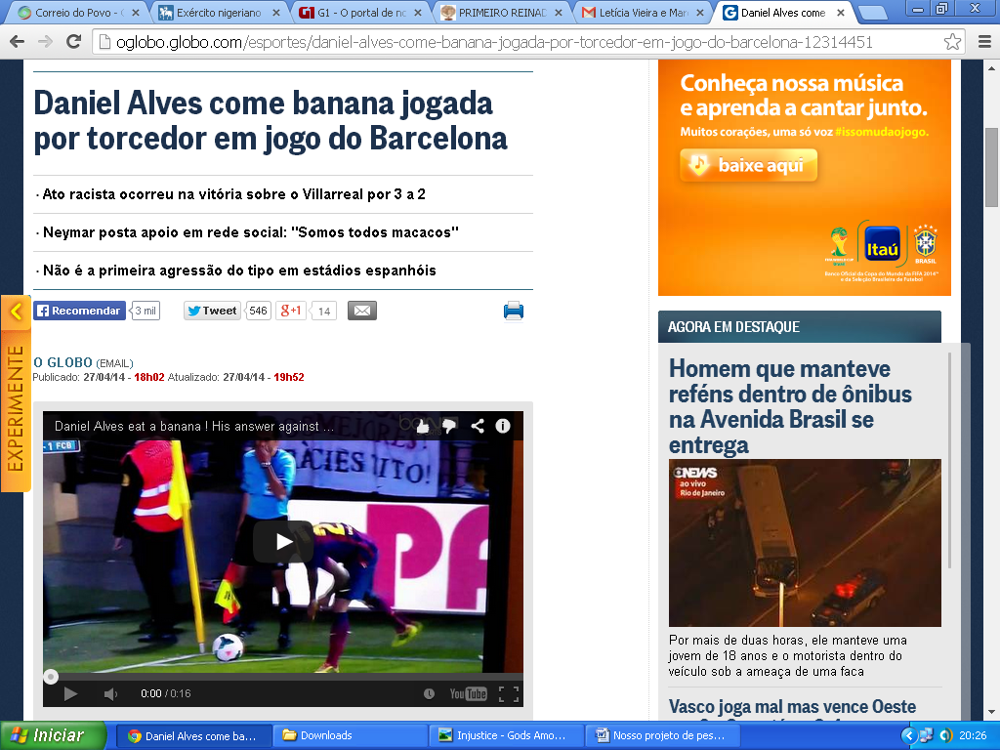 Correio do Povo - C
Exército nigeriano
G1 - O portal de no
PRIMEIRO REINAD
Letícia Vieira e Mar
Daniel Alves come
oglobo.globo.com/esportes/daniel-alves-come-banana-jogada-por-torcedor-em-jogo-do-barcelona-12314451
Daniel Alves come banana jogada
por torcedor em jogo do Barcelona
· Ato racista ocorreu na vitória sobre o Villarreal por 3 a 2
· Neymar posta apoio em rede social: "Somos todos macacos"
· Não é a primeira agressão do tipo em estádios espanhóis
Recomendar 3 mil Tweet 546 g+1 14
EXPERIMENTE
O GLOBO (EMAIL)
Publicado: 27/04/14 - 18h02 Atualizado: 27/04/14 - 19h52
Daniel Alves eat a banana ! His answer against ...
-1 FCB
ÀCIES
PA
0:00 / 0:16
YouTube
Conheça nossa música
e aprenda a cantar junto.
Muitos corações, uma só voz #issomudaojogo.
baixe aqui
Itaú
BRASIL
Banco Oficial da Copa do Mundo da FIFA 2014™
e da Seleção Brasileira de Futebol
AGORA EM DESTAQUE
Homem que manteve
reféns dentro de ônibus
na Avenida Brasil se
entrega
GNEWS
ao vivo
Rio de Janeiro
Por mais de duas horas, ele manteve uma
jovem de 18 anos e o motorista dentro do
veículo sob a ameaça de uma faca
Vasco joga mal mas vence Oeste
Iniciar
Daniel Alves come ba...
Downloads
Injustice - Gods Amo...
Nosso projeto de pes...
20:26